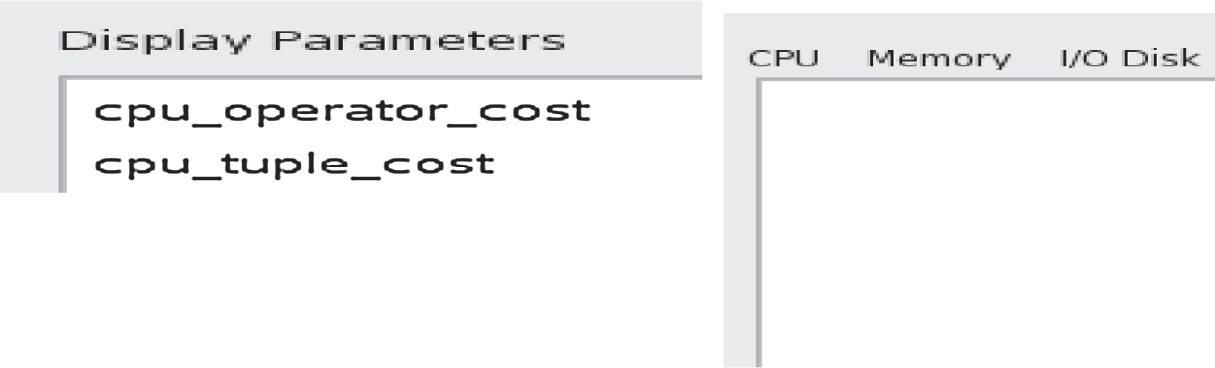 Display Parameters
cpu_operator_cost
cpu_tuple_cost
CPU Memory I/O Disk